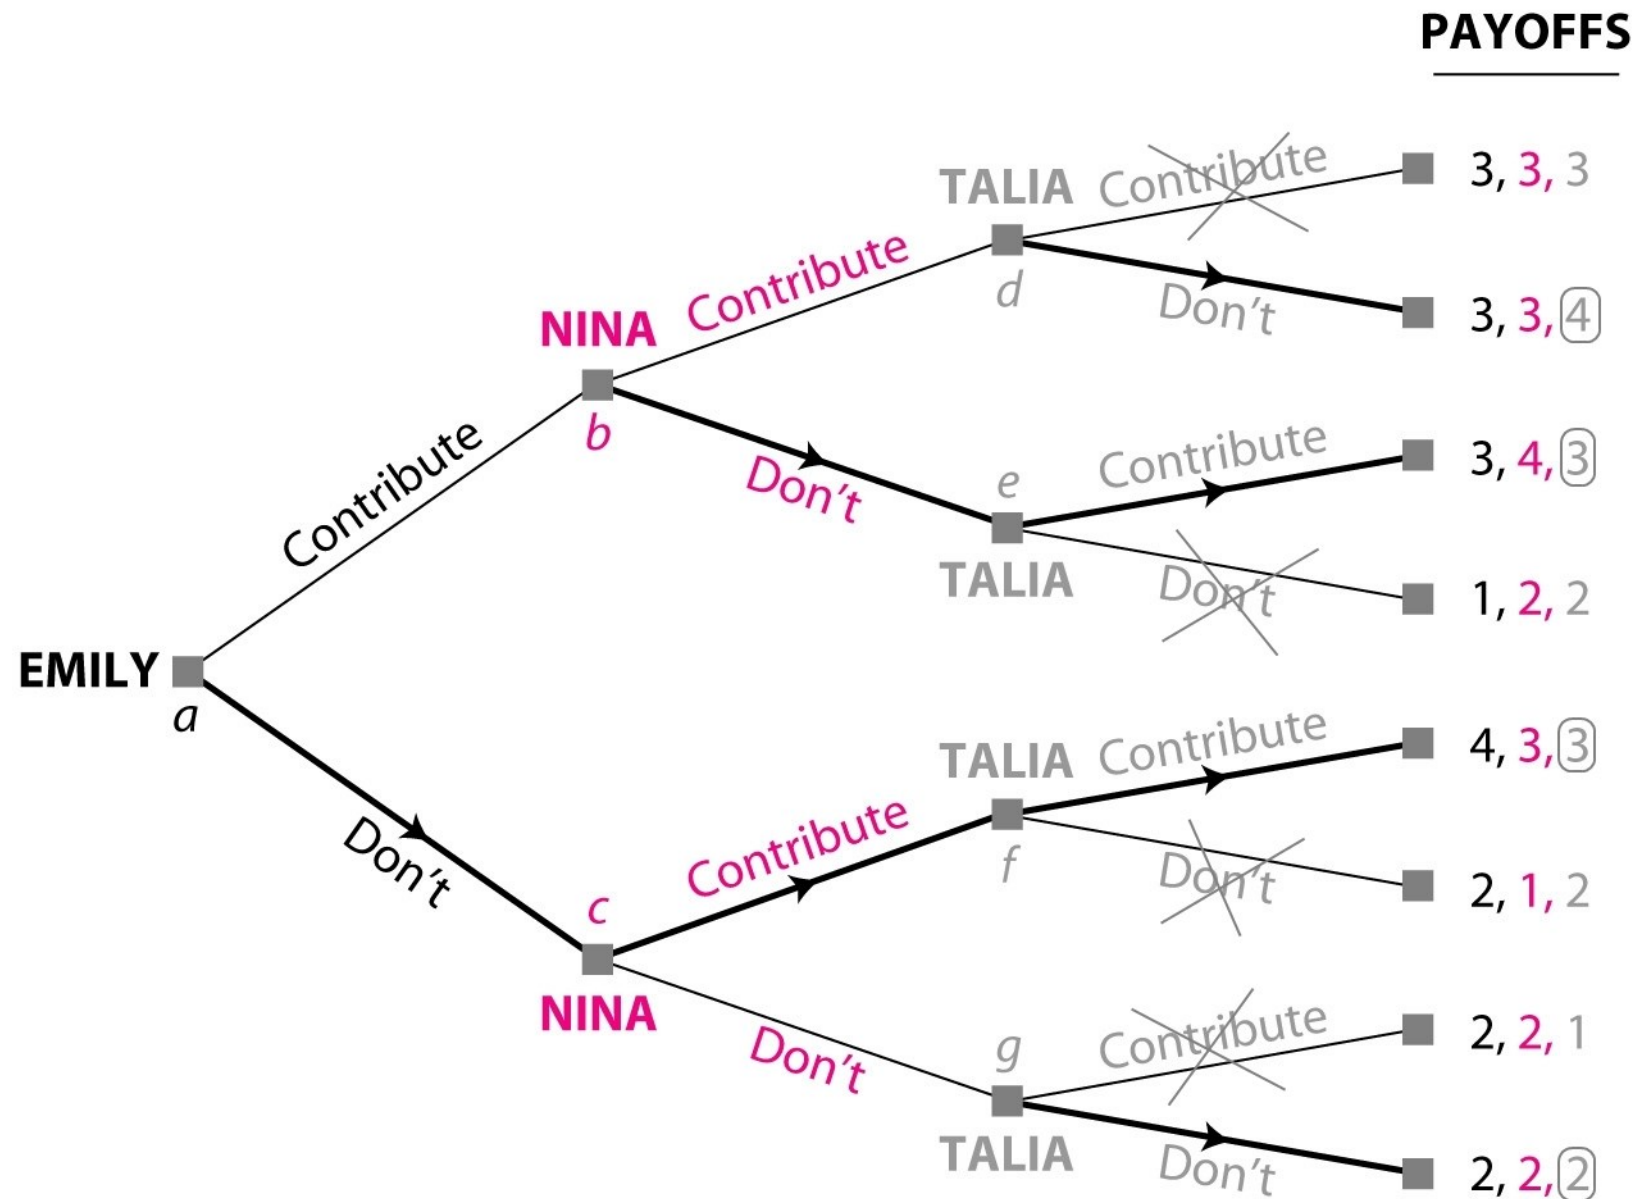 PAYOFFS
TALIA Contribute 3, 3, 3
d Don't 3, 3, 4
NINA Contribute
b Don't
e Contribute 3, 4, 3
TALIA Don't 1, 2, 2
Contribute
EMILY
a
Don't
TALIA Contribute 4, 3, 3
f Don't 2, 1, 2
c Contribute
NINA Don't
g Contribute 2, 2, 1
TALIA Don't 2, 2, 2